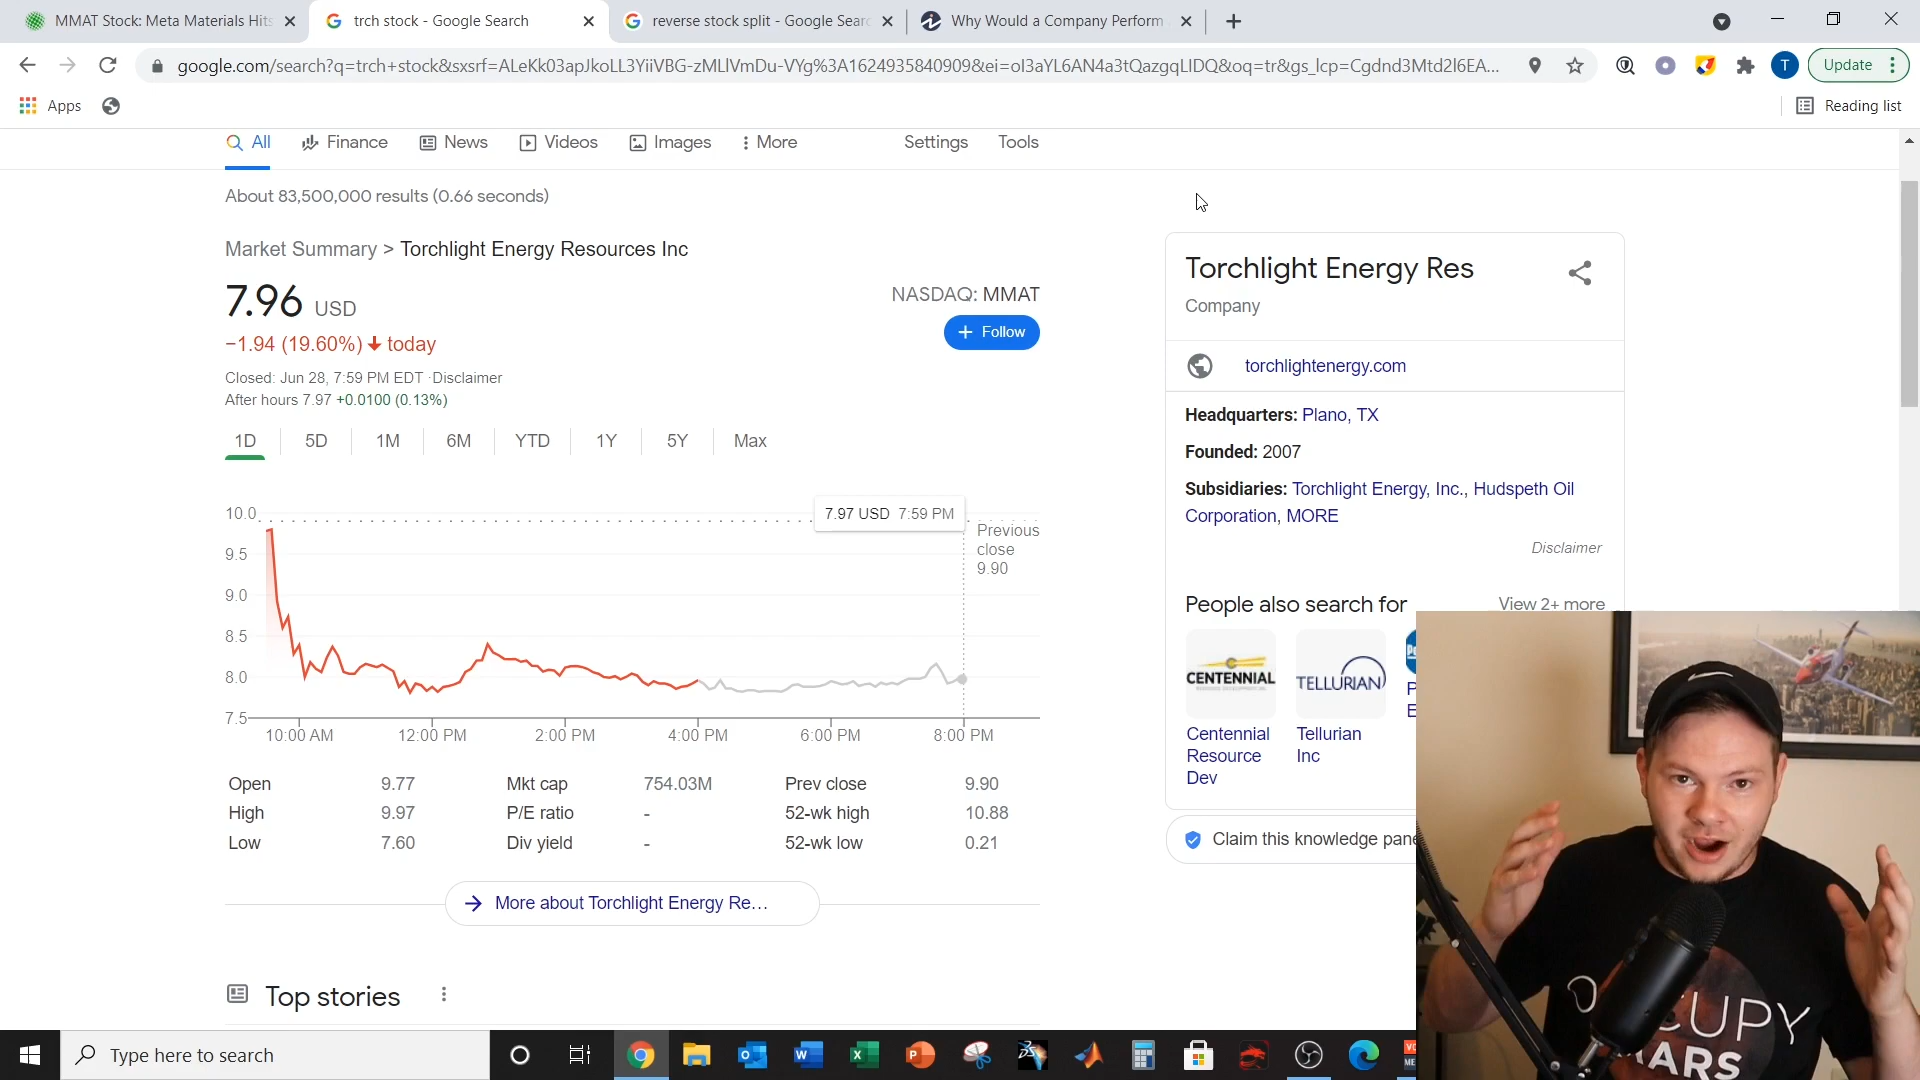 MMAT Stock: Meta Materials Hits
trch stock - Google Search
reverse stock split - Google Sear
Why Would a Company Perform
google.com/search?q=trch+stock&sxsrf=ALeKk03apJkoLL3YiiVBG-zMLlVmDu-VYg%3A1624935840909&ei=oI3aYL6AN4a3tQazgqLIDQ&oq=tr&gs_lcp=Cgdnd3Mtd2l6EA...
T
Update
Apps
Reading list
All
Finance
News
Videos
Images
More
Settings
Tools
About 83,500,000 results (0.66 seconds)
Market Summary > Torchlight Energy Resources Inc
7.96 USD
NASDAQ: MMAT
+ Follow
−1.94 (19.60%) today
Closed: Jun 28, 7:59 PM EDT · Disclaimer
After hours 7.97 +0.0100 (0.13%)
1D 5D 1M 6M YTD 1Y 5Y Max
7.97 USD 7:59 PM
Previous
close
9.90
10.0
9.5
9.0
8.5
8.0
7.5
10:00 AM 12:00 PM 2:00 PM 4:00 PM 6:00 PM 8:00 PM
Open 9.77 Mkt cap 754.03M Prev close 9.90
High 9.97 P/E ratio - 52-wk high 10.88
Low 7.60 Div yield - 52-wk low 0.21
More about Torchlight Energy Re...
Top stories
Torchlight Energy Res
Company
torchlightenergy.com
Headquarters: Plano, TX
Founded: 2007
Subsidiaries: Torchlight Energy, Inc., Hudspeth Oil
Corporation, MORE
Disclaimer
People also search for
View 2+ more
CENTENNIAL
TELLURIAN
Centennial
Resource
Dev
Tellurian
Inc
P
E
Claim this knowledge pane
Type here to search
MARS